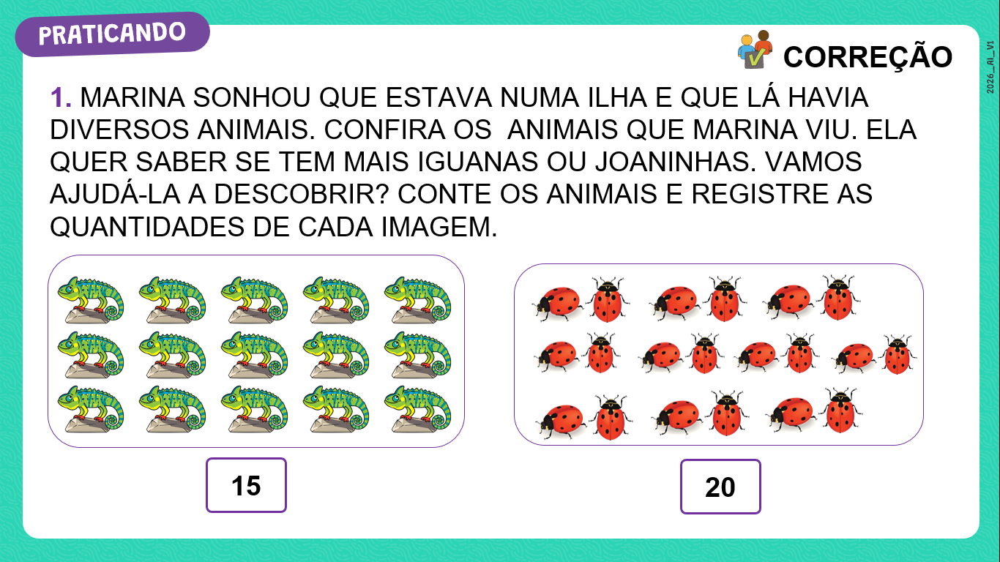 PRATICANDO
CORREÇÃO
2026_AI_V1
1. MARINA SONHOU QUE ESTAVA NUMA ILHA E QUE LÁ HAVIA
DIVERSOS ANIMAIS. CONFIRA OS  ANIMAIS QUE MARINA VIU. ELA
QUER SABER SE TEM MAIS IGUANAS OU JOANINHAS. VAMOS
AJUDÁ-LA A DESCOBRIR? CONTE OS ANIMAIS E REGISTRE AS
QUANTIDADES DE CADA IMAGEM.
15
20